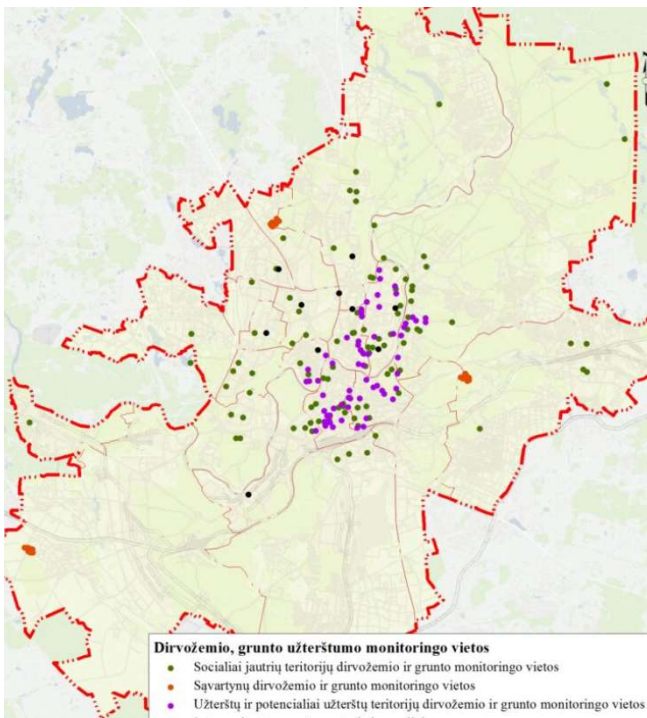 Dirvožemio, grunto užterštumo monitoringo vietos
Socialiai jautrių teritorijų dirvožemio ir grunto monitoringo vietos
Sąvartynų dirvožemio ir grunto monitoringo vietos
Užterštų ir potencialiai užterštų teritorijų dirvožemio ir grunto monitoringo vietos